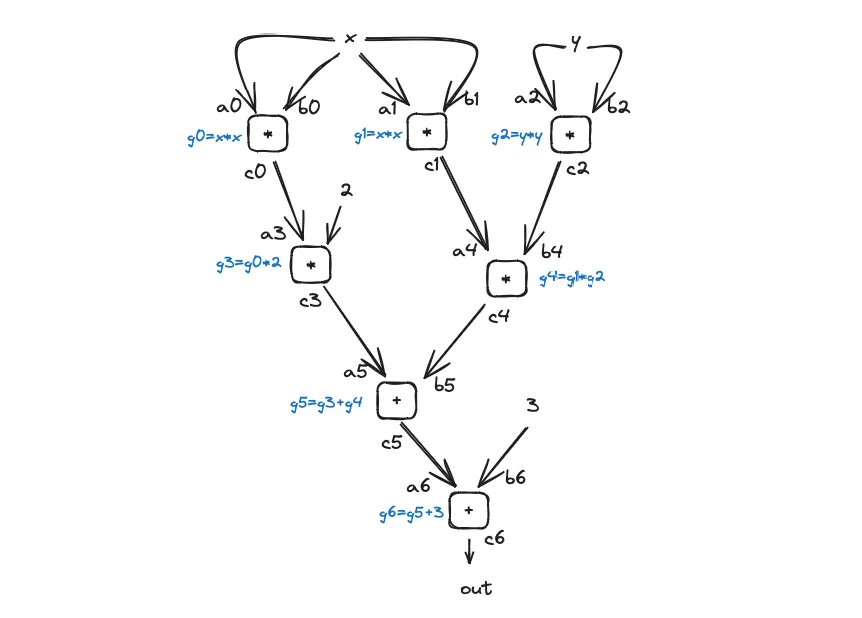 x
y
a0
b0
a1
b1
a2
b2
g0=x*x
*
g1=x*x
*
g2=y*y
*
c0
c1
c2
2
a3
a4
b4
g3=g0*2
*
*
g4=g1*g2
c3
c4
a5
b5
g5=g3+g4
+
3
c5
a6
b6
g6=g5+3
+
c6
out